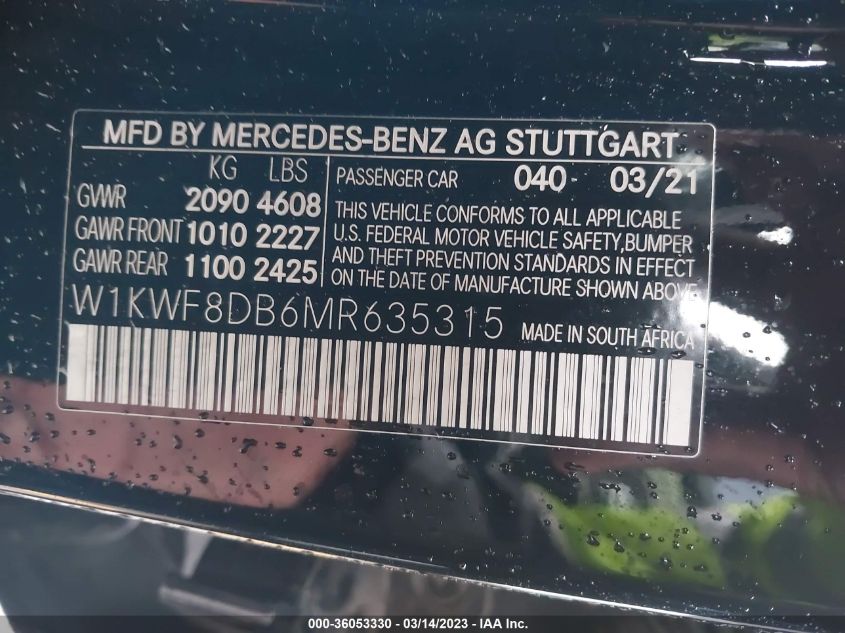 MFD BY MERCEDES-BENZ AG STUTTGART
KG LBS
GVWR 2090 4608
GAWR FRONT 1010 2227
GAWR REAR 1100 2425
PASSENGER CAR 040 03/21
THIS VEHICLE CONFORMS TO ALL APPLICABLE
U.S. FEDERAL MOTOR VEHICLE SAFETY, BUMPER
AND THEFT PREVENTION STANDARDS IN EFFECT
ON THE DATE OF MANUFACTURE SHOWN ABOVE
W1KWF8DB6MR635315 MADE IN SOUTH AFRICA
000-36053330 - 03/14/2023 - IAA Inc.